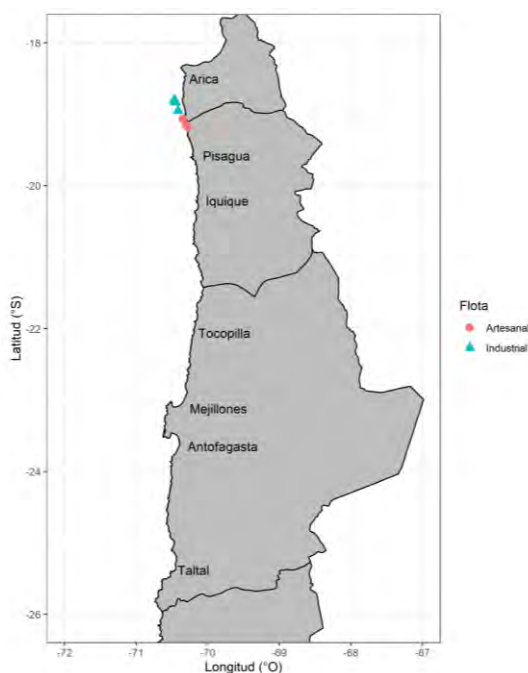 -18
-20
-22
-24
-26
Latitud (°S)
Arica
Pisagua
Iquique
Tocopilla
Mejillones
Antofagasta
Taltal
Flota
Artesanal
Industrial
-72
-71
-70
-69
-68
-67
Longitud (°O)